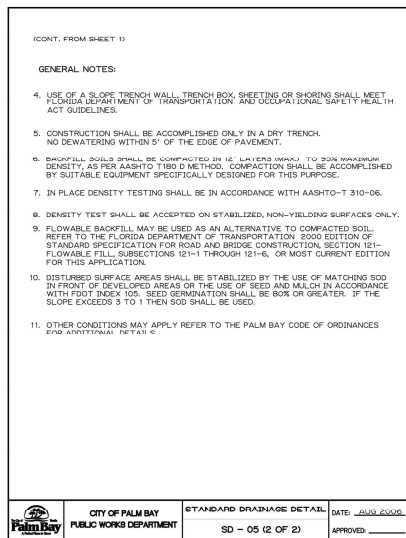 (CONT. FROM SHEET 1)
GENERAL NOTES:
4. USE OF A SLOPE TRENCH WALL, TRENCH BOX, SHEETING OR SHORING SHALL MEET
FLORIDA DEPARTMENT OF TRANSPORTATION AND OCCUPATIONAL SAFETY HEALTH
ACT GUIDELINES.
5. CONSTRUCTION SHALL BE ACCOMPLISHED ONLY IN A DRY TRENCH.
NO DEWATERING WITHIN 5' OF THE EDGE OF PAVEMENT.
6. BACKFILL SOILS SHALL BE COMPACTED IN 12" LAYERS (MAX.) TO 95% MAXIMUM
DENSITY, AS PER AASHTO T180 D METHOD. COMPACTION SHALL BE ACCOMPLISHED
BY SUITABLE EQUIPMENT SPECIFICALLY DESIGNED FOR THIS PURPOSE.
7. IN PLACE DENSITY TESTING SHALL BE IN ACCORDANCE WITH AASHTO-T 310-06.
8. DENSITY TEST SHALL BE ACCEPTED ON STABILIZED, NON-YIELDING SURFACES ONLY.
9. FLOWABLE BACKFILL MAY BE USED AS AN ALTERNATIVE TO COMPACTED SOIL.
REFER TO THE FLORIDA DEPARTMENT OF TRANSPORTATION 2000 EDITION OF
STANDARD SPECIFICATION FOR ROAD AND BRIDGE CONSTRUCTION, SECTION 121-
FLOWABLE FILL, SUBSECTIONS 121-1 THROUGH 121-6, OR MOST CURRENT EDITION
FOR THIS APPLICATION.
10. DISTURBED SURFACE AREAS SHALL BE STABILIZED BY THE USE OF MATCHING SOD
IN FRONT OF DEVELOPED AREAS OR THE USE OF SEED AND MULCH IN ACCORDANCE
WITH FDOT INDEX 105. SEED GERMINATION SHALL BE 80% OR GREATER. IF THE
SLOPE EXCEEDS 3 TO 1 THEN SOD SHALL BE USED.
11. OTHER CONDITIONS MAY APPLY REFER TO THE PALM BAY CODE OF ORDINANCES
FOR ADDITIONAL DETAILS
Palm Bay
CITY OF PALM BAY
PUBLIC WORKS DEPARTMENT
STANDARD DRAINAGE DETAIL
SD - 05 (2 OF 2)
DATE: AUG 2006
APPROVED: